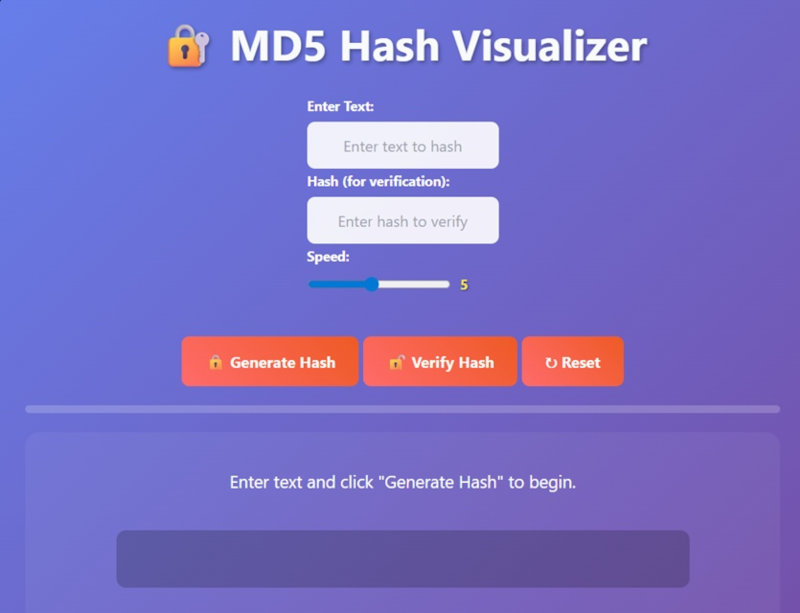 MD5 Hash Visualizer
Enter Text:
Enter text to hash
Hash (for verification):
Enter hash to verify
Speed:
5
Generate Hash
Verify Hash
↻ Reset
Enter text and click "Generate Hash" to begin.